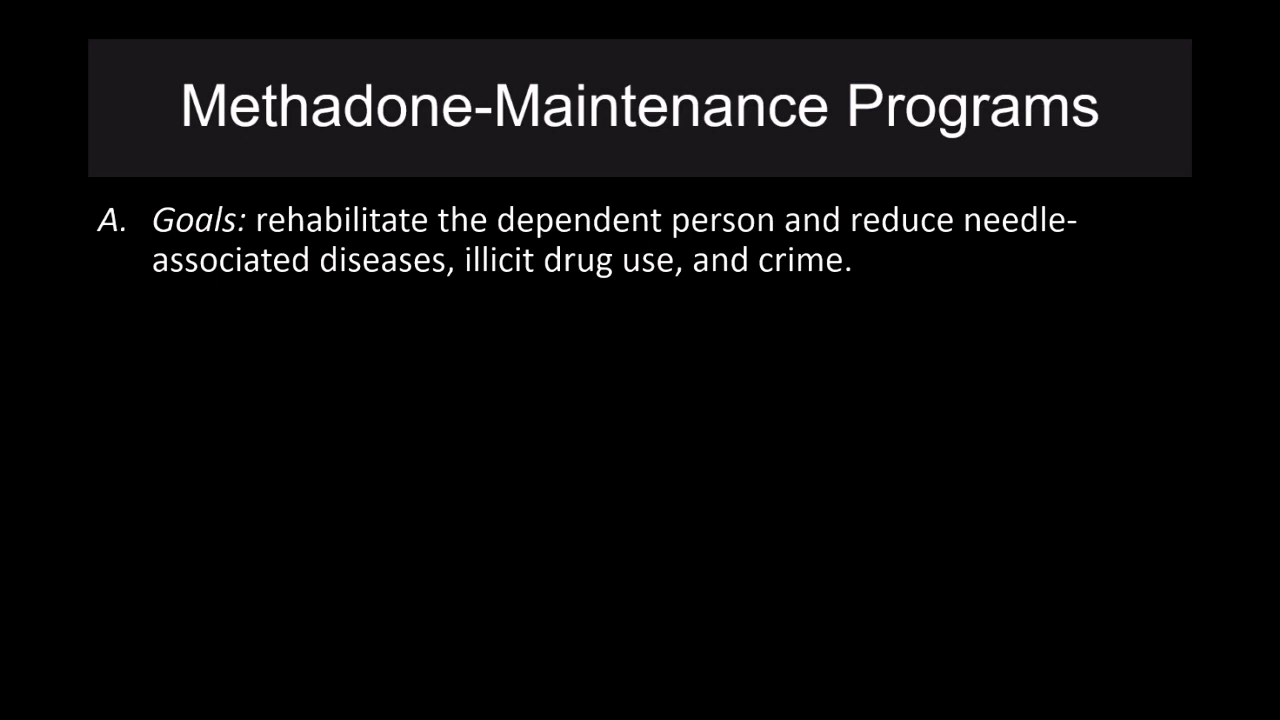 Methadone-Maintenance Programs
A. Goals: rehabilitate the dependent person and reduce needle-
associated diseases, illicit drug use, and crime.